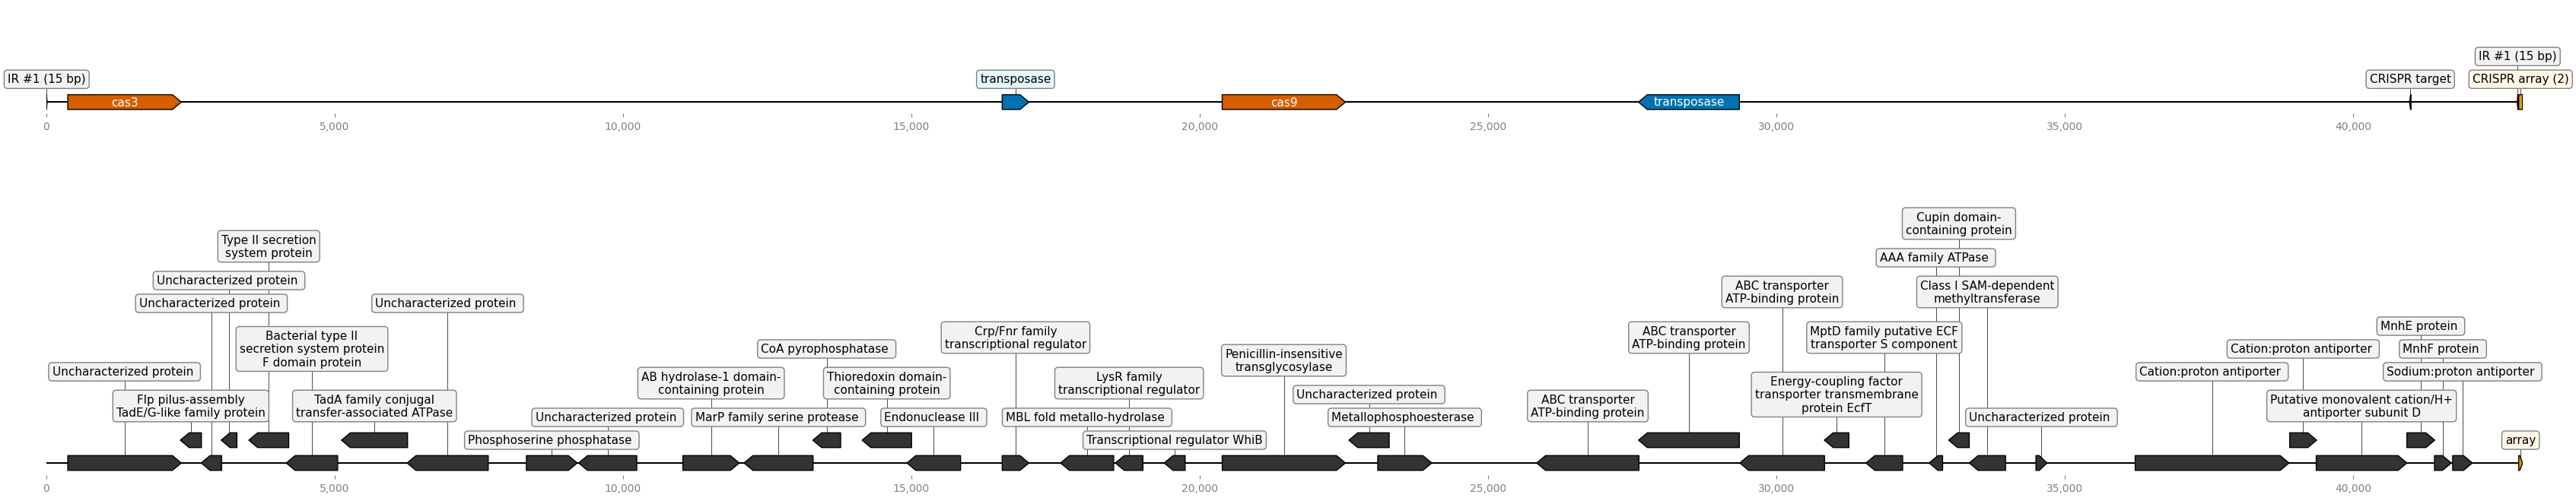 IR #1 (15 bp)
IR #1 (15 bp)
transposase
CRISPR target
CRISPR array (2)
cas3
cas9
transposase
0
5,000
10,000
15,000
20,000
25,000
30,000
35,000
40,000
Cupin domain-
containing protein
Type II secretion
system protein
AAA family ATPase
Uncharacterized protein
ABC transporter
ATP-binding protein
Class I SAM-dependent
methyltransferase
Uncharacterized protein
Uncharacterized protein
MnhE protein
Bacterial type II
secretion system protein
F domain protein
Crp/Fnr family
transcriptional regulator
ABC transporter
ATP-binding protein
MptD family putative ECF
transporter S component
CoA pyrophosphatase
Cation:proton antiporter
MnhF protein
Penicillin-insensitive
transglycosylase
Uncharacterized protein
Cation:proton antiporter
Sodium:proton antiporter
AB hydrolase-1 domain-
containing protein
Thioredoxin domain-
containing protein
LysR family
transcriptional regulator
Energy-coupling factor
transporter transmembrane
protein EcfT
Uncharacterized protein
Flp pilus-assembly
TadE/G-like family protein
TadA family conjugal
transfer-associated ATPase
ABC transporter
ATP-binding protein
Putative monovalent cation/H+
antiporter subunit D
Uncharacterized protein
MarP family serine protease
Endonuclease III
MBL fold metallo-hydrolase
Metallophosphoesterase
Uncharacterized protein
Phosphoserine phosphatase
Transcriptional regulator WhiB
array
0
5,000
10,000
15,000
20,000
25,000
30,000
35,000
40,000